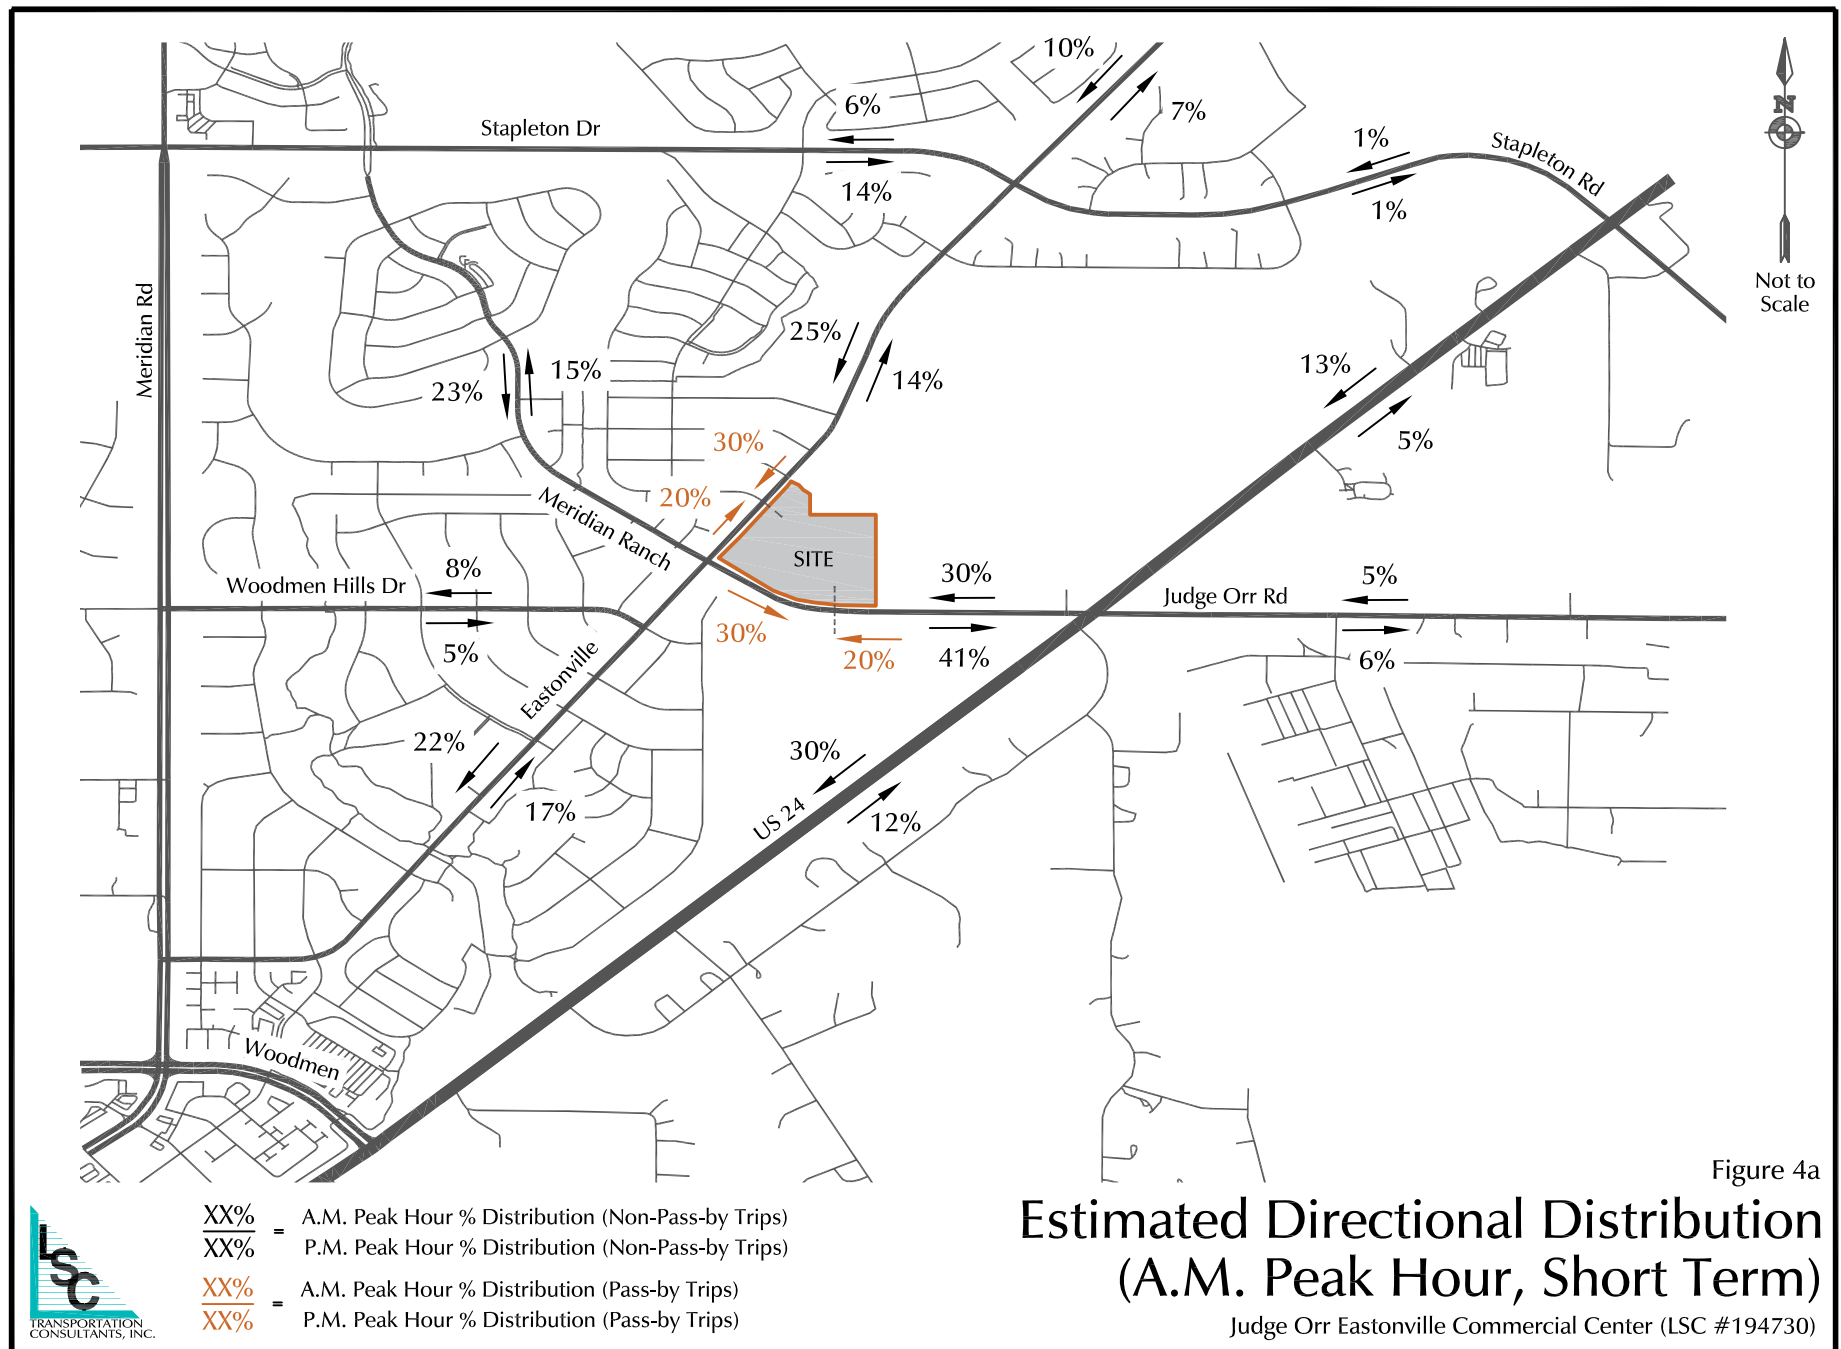 10%
7%
6%
Stapleton Dr
14%
1%
Stapleton Rd
1%
N
Not to
Scale
Meridian Rd
25%
14%
15%
23%
13%
5%
30%
20%
Meridian Ranch
SITE
Woodmen Hills Dr
8%
5%
30%
Judge Orr Rd
5%
30%
20%
41%
6%
Eastonville
22%
17%
30%
US 24
12%
Woodmen
Figure 4a
Estimated Directional Distribution
(A.M. Peak Hour, Short Term)
Judge Orr Eastonville Commercial Center (LSC #194730)
XX% = A.M. Peak Hour % Distribution (Non-Pass-by Trips)
XX% P.M. Peak Hour % Distribution (Non-Pass-by Trips)
XX% = A.M. Peak Hour % Distribution (Pass-by Trips)
XX% P.M. Peak Hour % Distribution (Pass-by Trips)
LSC
TRANSPORTATION
CONSULTANTS, INC.